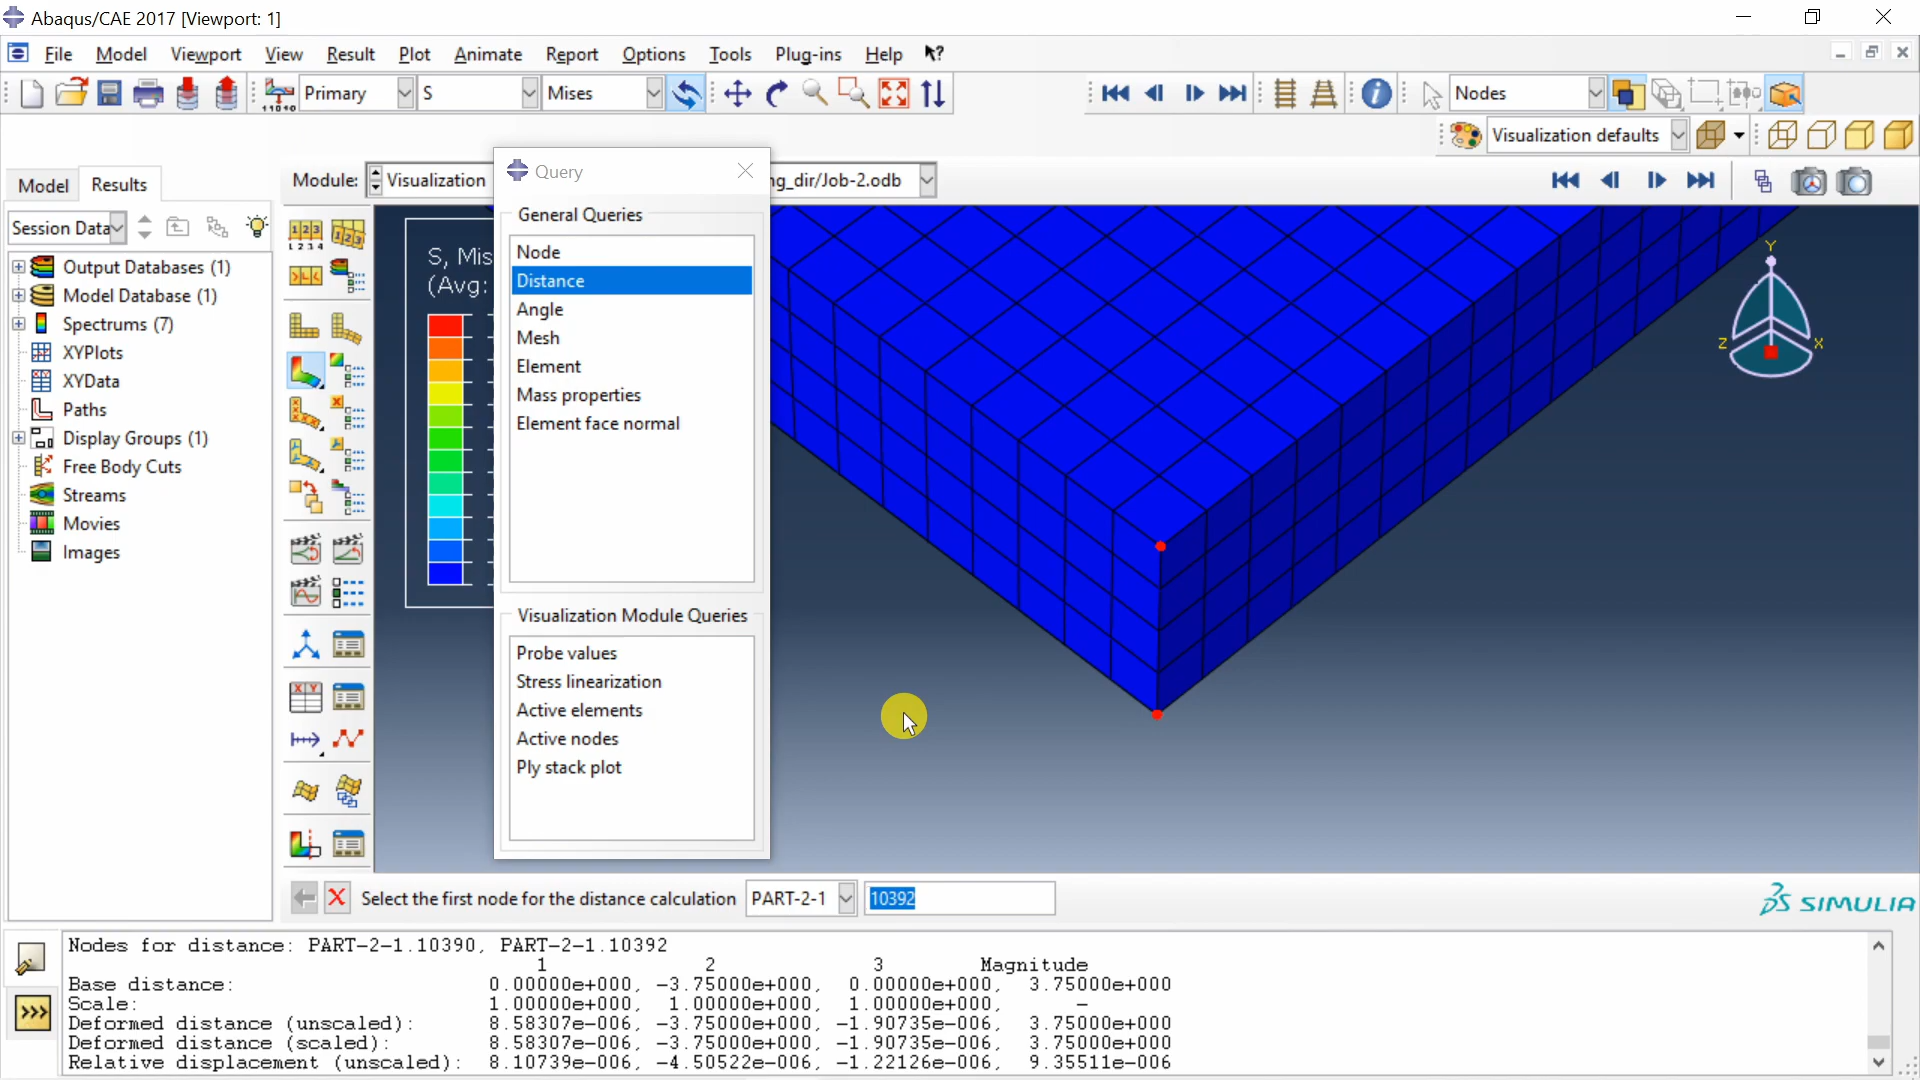 Abaqus/CAE 2017 [Viewport: 1]
File Model Viewport View Result Plot Animate Report Options Tools Plug-ins Help
Primary S Mises Nodes
Visualization defaults
Model Results Module: Visualization ng_dir/Job-2.odb
Session Data
Output Databases (1)
Model Database (1)
Spectrums (7)
XYPlots
XYData
Paths
Display Groups (1)
Free Body Cuts
Streams
Movies
Images
S, Mis
(Avg:
Query
General Queries
Node
Distance
Angle
Mesh
Element
Mass properties
Element face normal
Visualization Module Queries
Probe values
Stress linearization
Active elements
Active nodes
Ply stack plot
Y
Z X
Select the first node for the distance calculation PART-2-1 10392
SIMULIA
Nodes for distance: PART-2-1.10390, PART-2-1.10392
1 2 3 Magnitude
Base distance: 0.00000e+000, -3.75000e+000, 0.00000e+000, 3.75000e+000
Scale: 1.00000e+000, 1.00000e+000, 1.00000e+000, -
Deformed distance (unscaled): 8.58307e-006, -3.75000e+000, -1.90735e-006, 3.75000e+000
Deformed distance (scaled): 8.58307e-006, -3.75000e+000, -1.90735e-006, 3.75000e+000
Relative displacement (unscaled): 8.10739e-006, -4.50522e-006, -1.22126e-006, 9.35511e-006